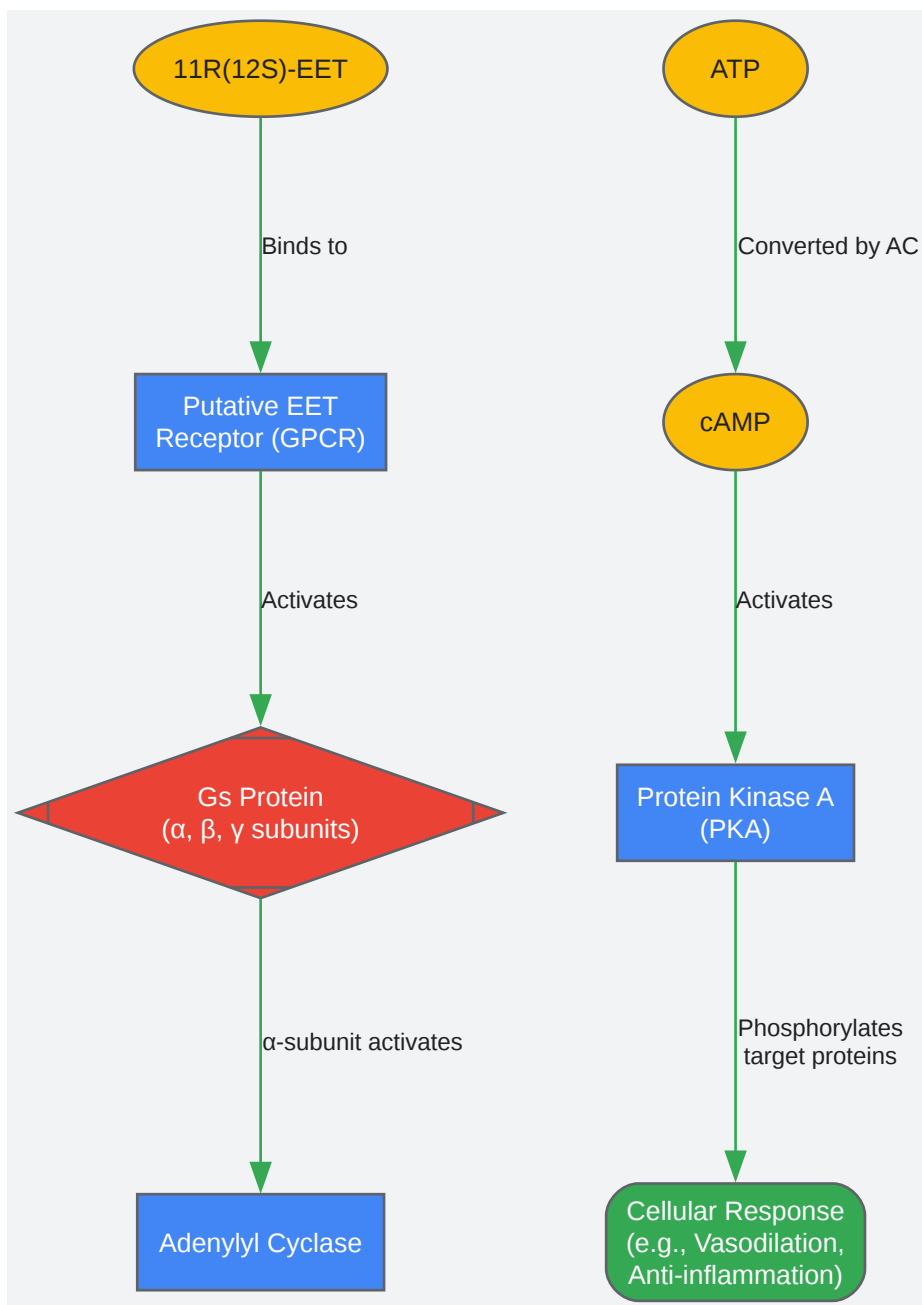 11R(12S)-EET
Binds to
Putative EET
Receptor (GPCR)
Activates
Gs Protein
(α, β, γ subunits)
α-subunit activates
Adenylyl Cyclase
ATP
Converted by AC
cAMP
Activates
Protein Kinase A
(PKA)
Phosphorylates
target proteins
Cellular Response
(e.g., Vasodilation,
Anti-inflammation)